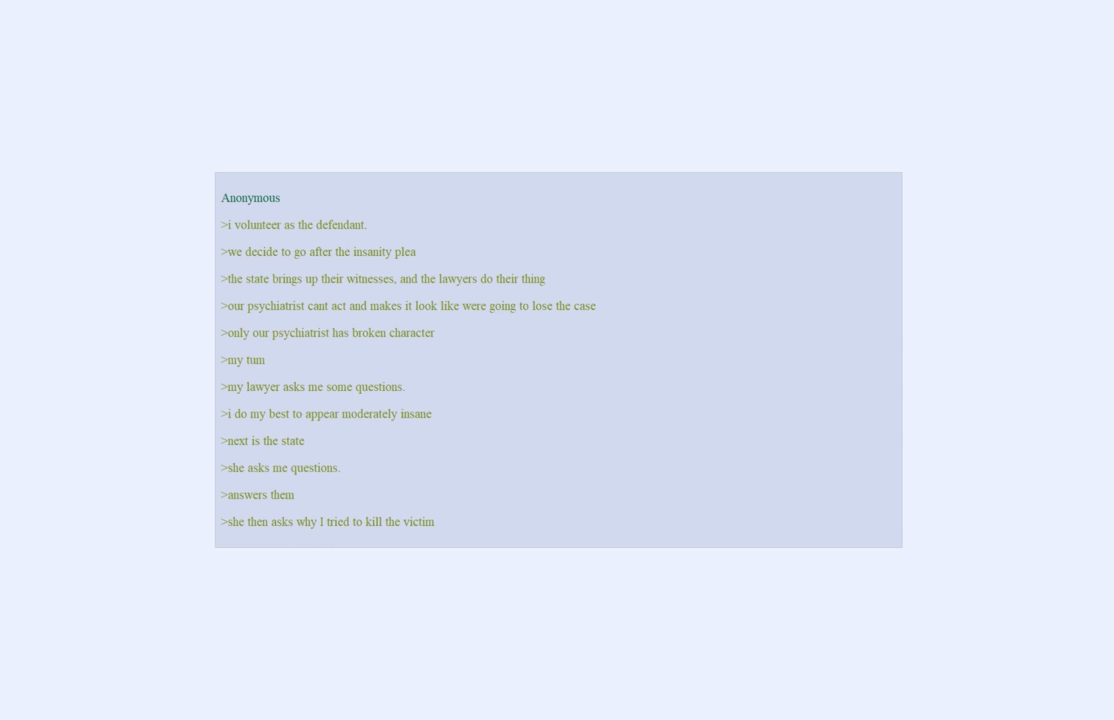 Anonymous
>i volunteer as the defendant.
>we decide to go after the insanity plea
>the state brings up their witnesses, and the lawyers do their thing
>our psychiatrist cant act and makes it look like were going to lose the case
>only our psychiatrist has broken character
>my tum
>my lawyer asks me some questions.
>i do my best to appear moderately insane
>next is the state
>she asks me questions.
>answers them
>she then asks why I tried to kill the victim